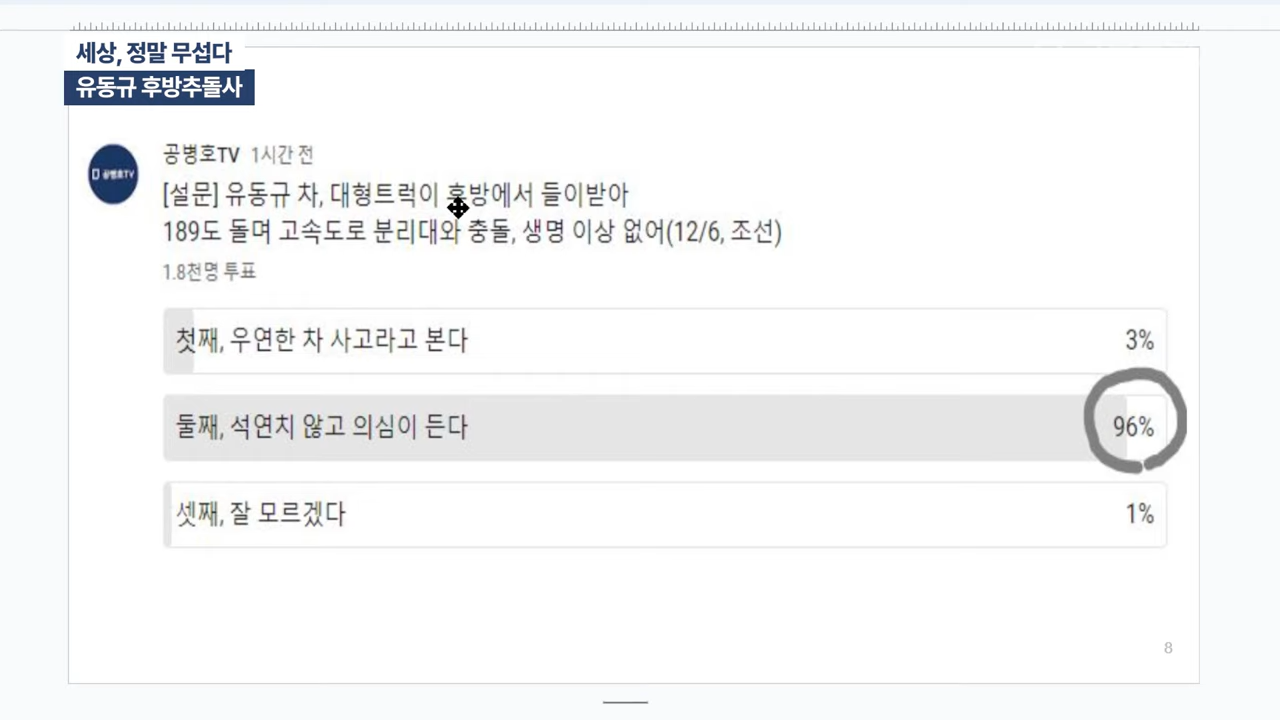 세상, 정말 무섭다
유동규 후방추돌사
공병호TV
공병호TV 1시간 전
[설문] 유동규 차, 대형트럭이 후방에서 들이받아
189도 돌며 고속도로 분리대와 충돌, 생명 이상 없어(12/6, 조선)
1.8천명 투표
첫째, 우연한 차 사고라고 본다 3%
둘째, 석연치 않고 의심이 든다 96%
셋째, 잘 모르겠다 1%
8